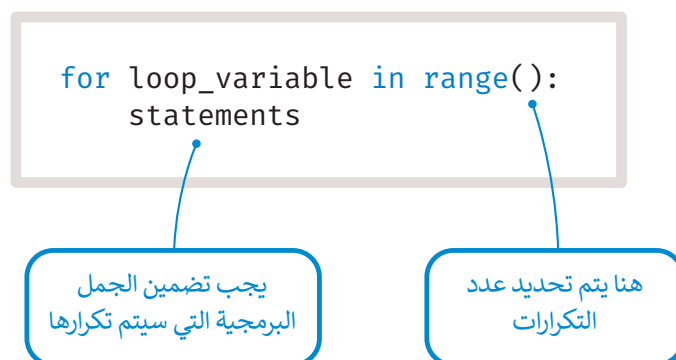 for loop_variable in range():
    statements
هنا يتم تحديد عدد
التكرارات
يجب تضمين الجمل
البرمجية التي سيتم تكرارها